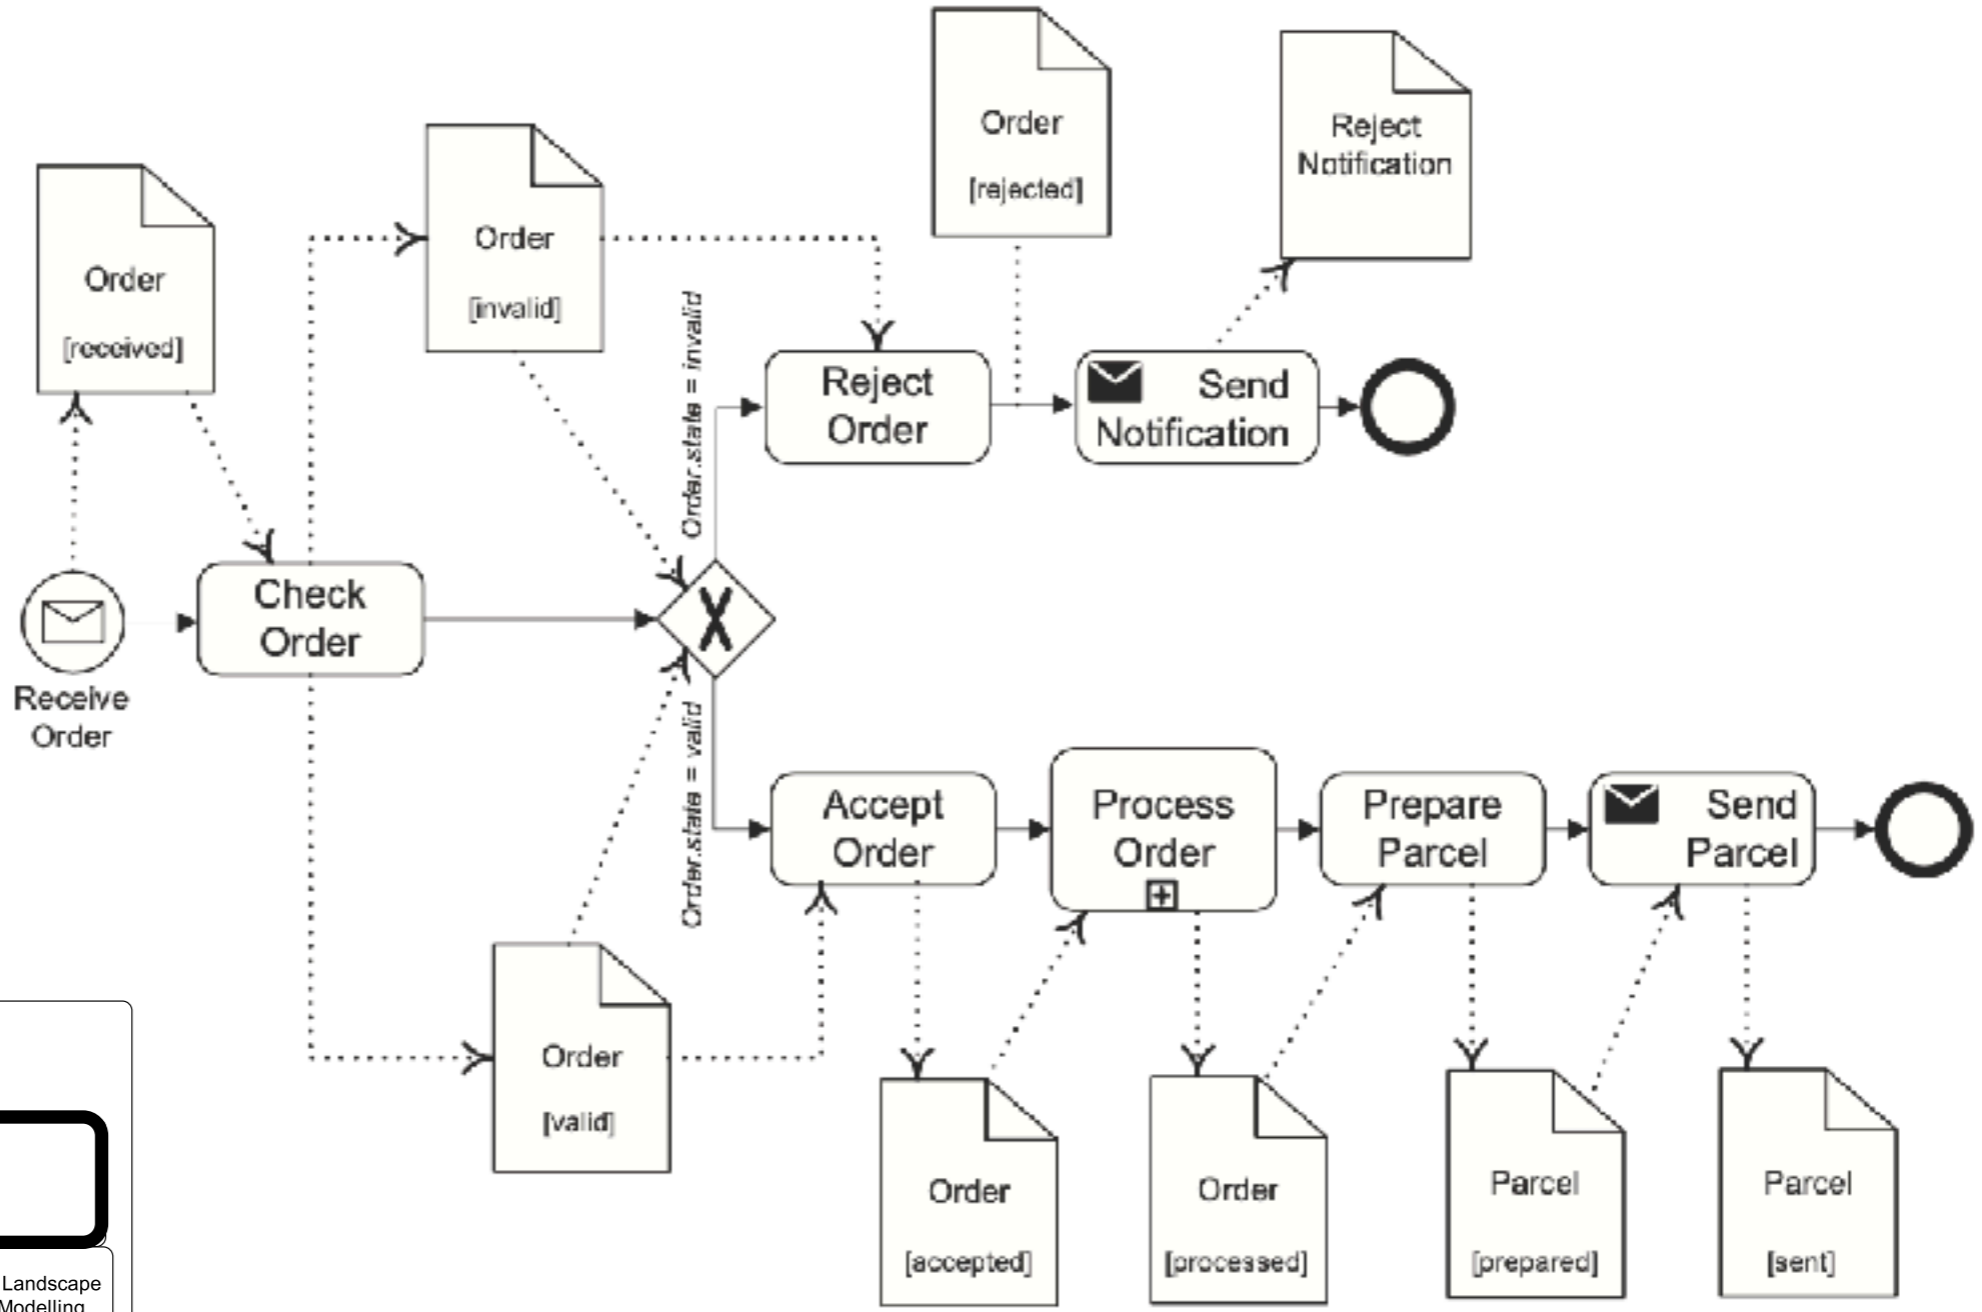 Order
[rejected]
Reject
Notification
Order
[invalid]
Order
[received]
Order.state = invalid
Reject
Order
Send
Notification
Check
Order
Receive
Order
Order.state = valid
Accept
Order
Process
Order
Prepare
Parcel
Send
Parcel
Order
[valid]
Order
[accepted]
Order
[processed]
Parcel
[prepared]
Parcel
[sent]
Landscape
Modelling